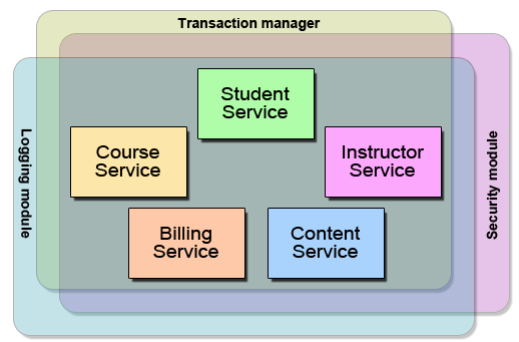 Transaction manager
Student
Service
Course
Service
Instructor
Service
Billing
Service
Content
Service
Logging module
Security module